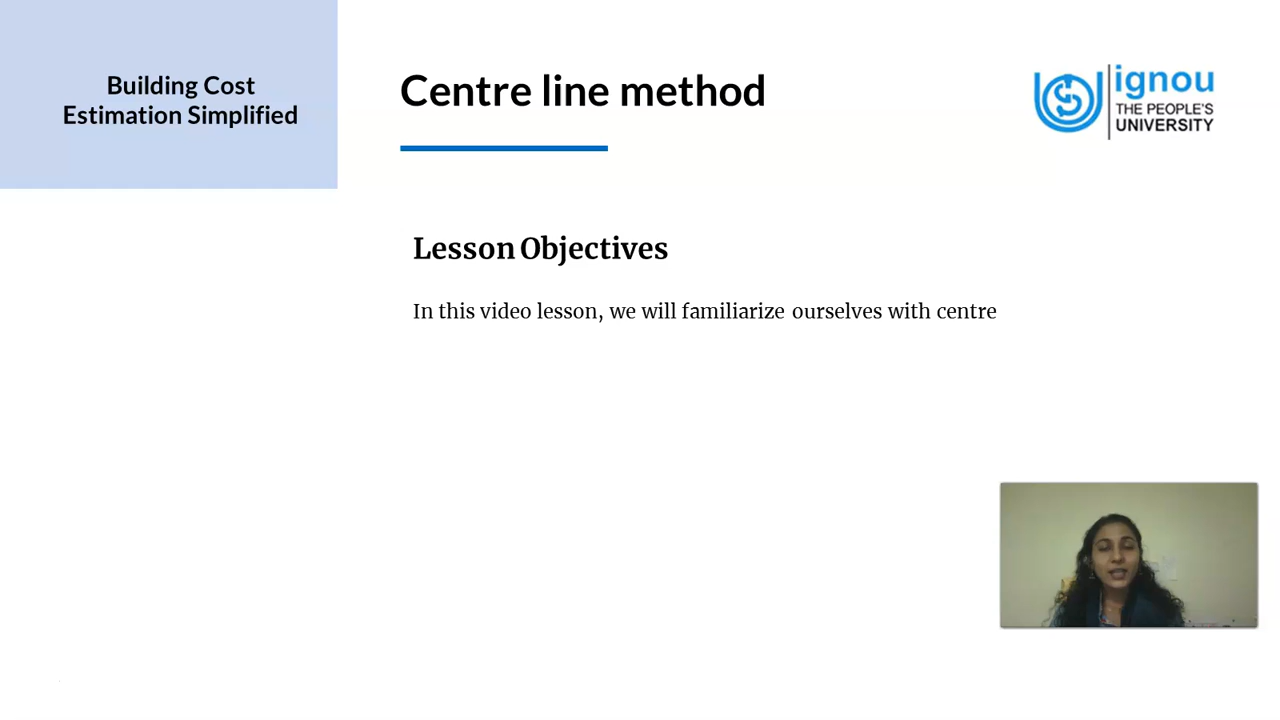 Building Cost
Estimation Simplified
Centre line method
ignou
THE PEOPLE'S
UNIVERSITY
Lesson Objectives
In this video lesson, we will familiarize ourselves with centre